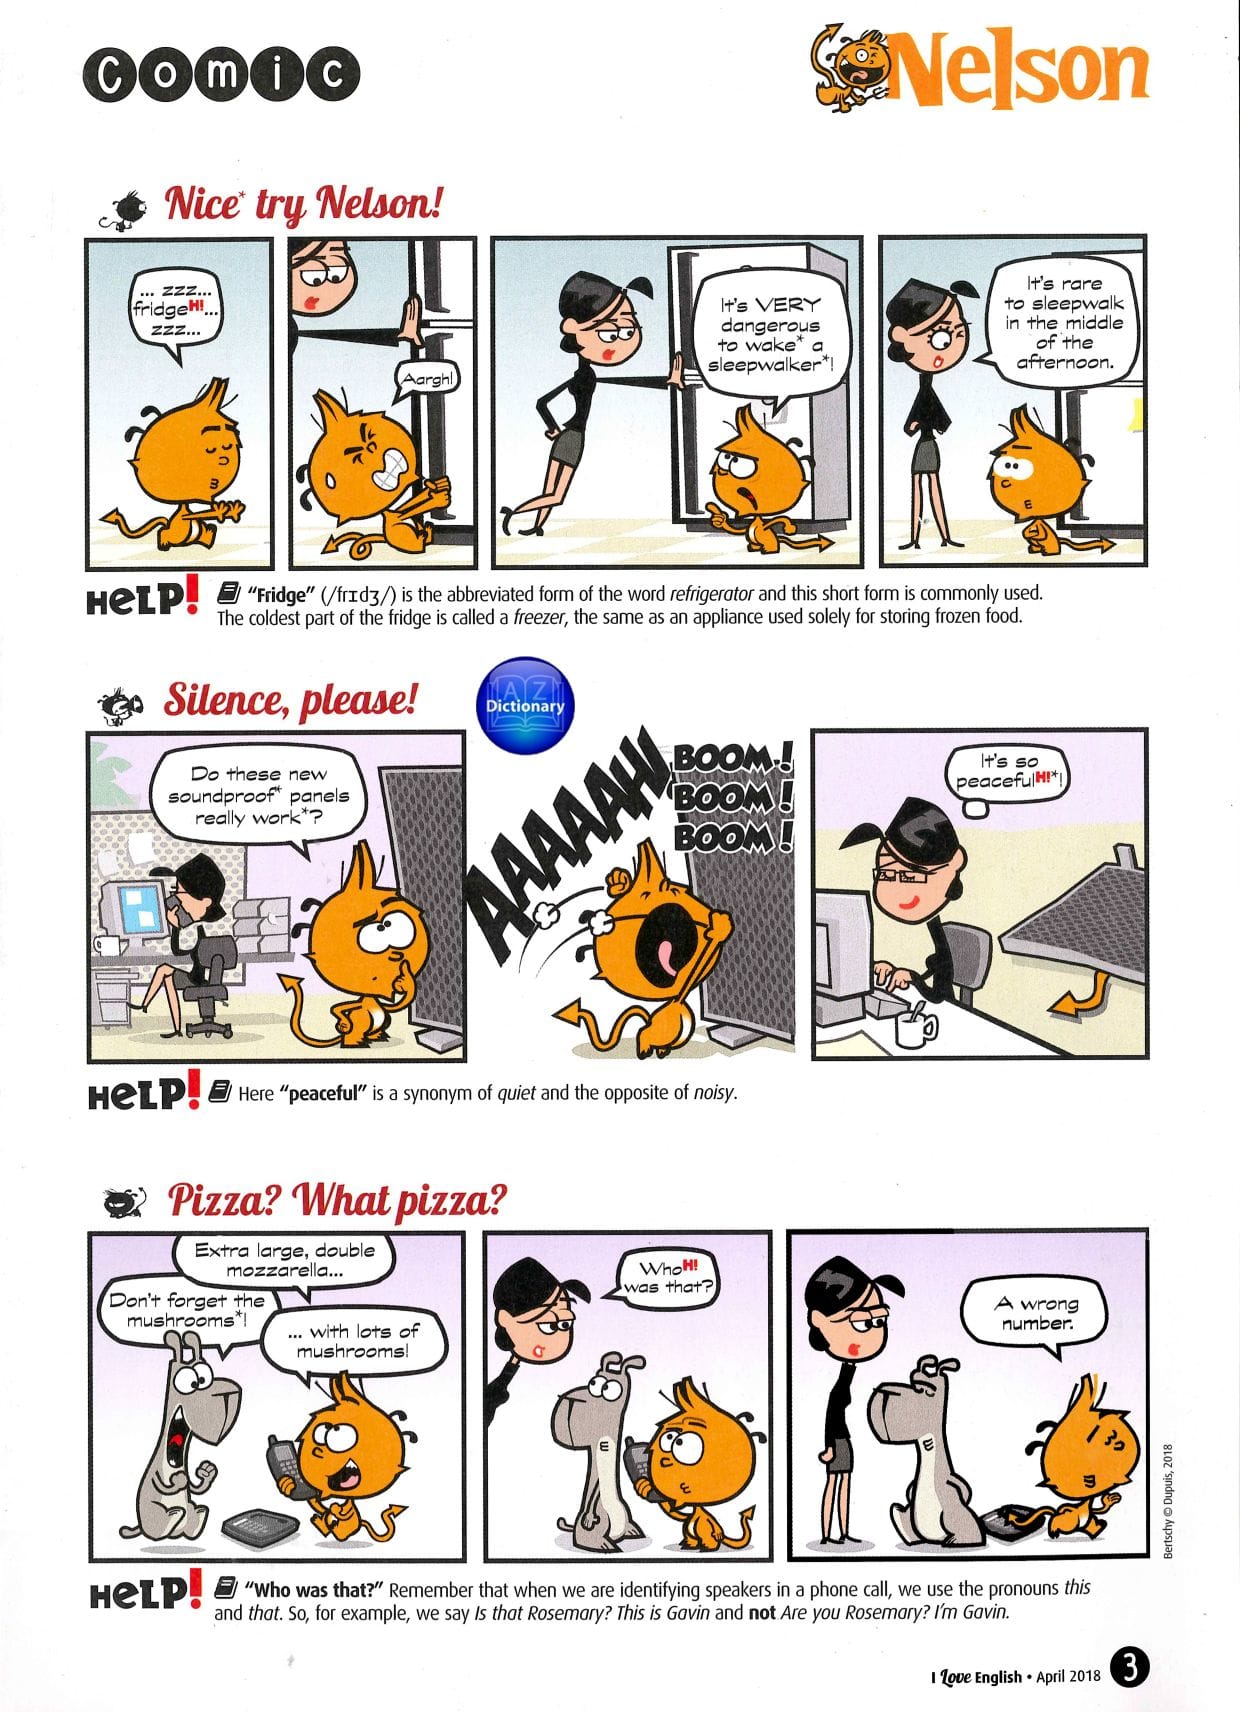 Comic
Nelson
Nice* try Nelson!
... zzz...
fridgeH!...
zzz...
Aargh!
It's VERY
dangerous
to wake* a
sleepwalker*!
It's rare
to sleepwalk
in the middle
of the
afternoon.
HELP! "Fridge" (/frɪdʒ/) is the abbreviated form of the word refrigerator and this short form is commonly used.
The coldest part of the fridge is called a freezer, the same as an appliance used solely for storing frozen food.
Silence, please!
A Z
Dictionary
Do these new
soundproof* panels
really work*?
AAAAAH!
BOOM!
BOOM!
BOOM!
It's so
peacefulH!*!
HELP! Here "peaceful" is a synonym of quiet and the opposite of noisy.
Pizza? What pizza?
Extra large, double
mozzarella...
Don't forget the
mushrooms*!
... with lots of
mushrooms!
WhoH!
was that?
A wrong
number.
HELP! "Who was that?" Remember that when we are identifying speakers in a phone call, we use the pronouns this
and that. So, for example, we say Is that Rosemary? This is Gavin and not Are you Rosemary? I'm Gavin.
Bertschy © Dupuis, 2018
I Love English • April 2018 3